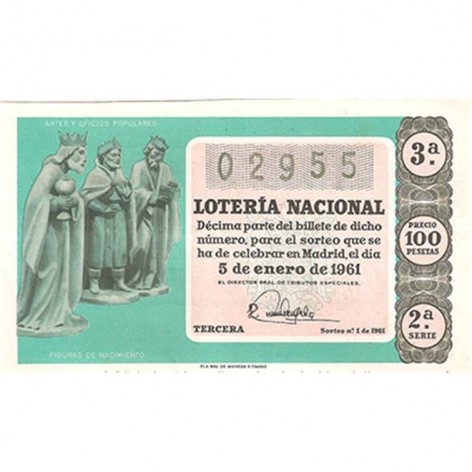 ARTES Y OFICIOS POPULARES
02955
3ª.
LOTERÍA NACIONAL
Décima parte del billete de dicho
número, para el sorteo que se
ha de celebrar en Madrid, el día
5 de enero de 1961
EL DIRECTOR GRAL. DE TRIBUTOS ESPECIALES,
TERCERA
Sorteo n.º 1 de 1961
PRECIO
100
PESETAS
2ª.
SERIE
FIGURAS DE NACIMIENTO